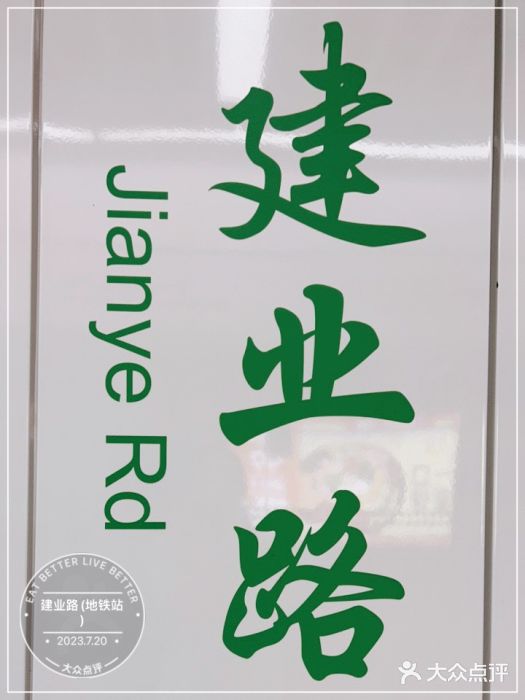 建业路
Jianye Rd
EAT BETTER LIVE BETTER
建业路(地铁站
)
2023.7.20
大众点评
大众点评